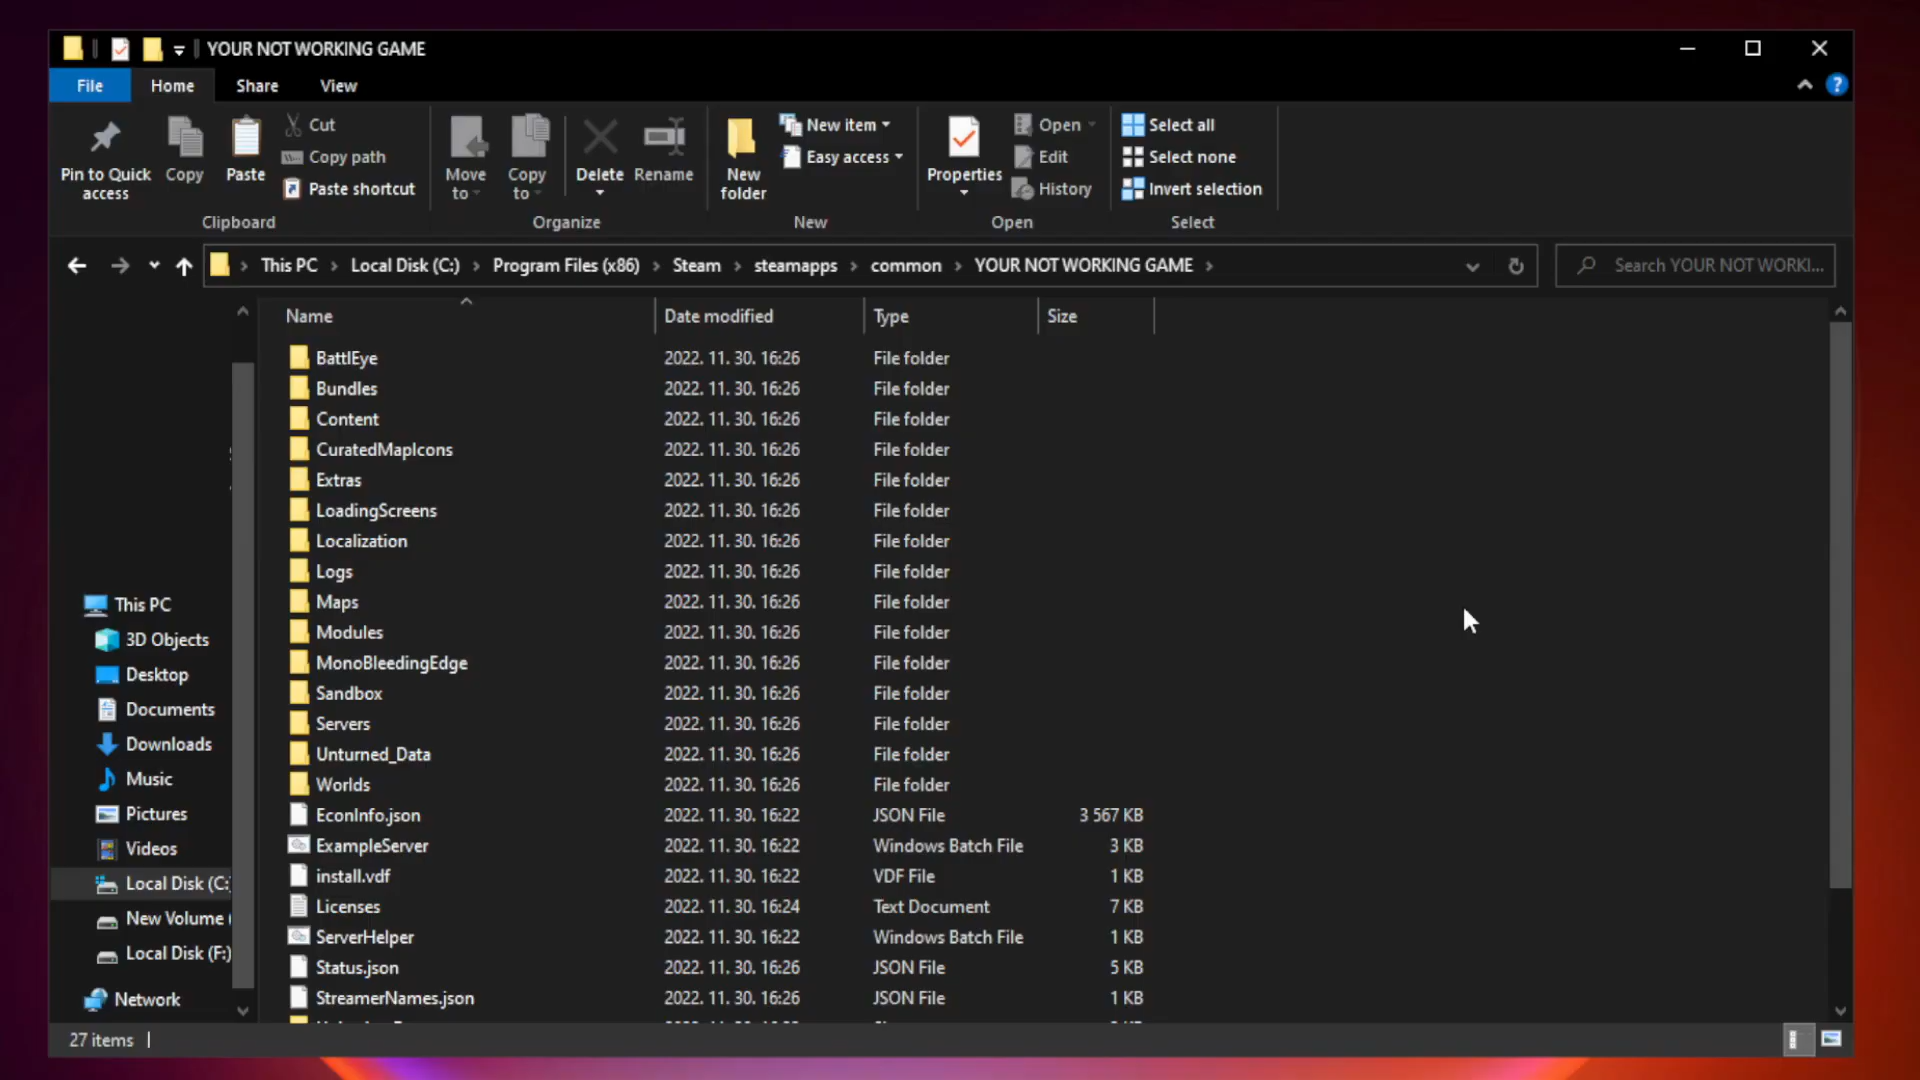 YOUR NOT WORKING GAME
File Home Share View
Pin to Quick access
Copy
Paste
Cut
Copy path
Paste shortcut
Clipboard
Move to
Copy to
Delete
Rename
Organize
New folder
New item
Easy access
New
Properties
Open
Edit
History
Open
Select all
Select none
Invert selection
Select
This PC > Local Disk (C:) > Program Files (x86) > Steam > steamapps > common > YOUR NOT WORKING GAME >
Search YOUR NOT WORKI...
Name Date modified Type Size
BattlEye 2022. 11. 30. 16:26 File folder
Bundles 2022. 11. 30. 16:26 File folder
Content 2022. 11. 30. 16:26 File folder
CuratedMapIcons 2022. 11. 30. 16:26 File folder
Extras 2022. 11. 30. 16:26 File folder
LoadingScreens 2022. 11. 30. 16:26 File folder
Localization 2022. 11. 30. 16:26 File folder
Logs 2022. 11. 30. 16:26 File folder
Maps 2022. 11. 30. 16:26 File folder
Modules 2022. 11. 30. 16:26 File folder
MonoBleedingEdge 2022. 11. 30. 16:26 File folder
Sandbox 2022. 11. 30. 16:26 File folder
Servers 2022. 11. 30. 16:26 File folder
Unturned_Data 2022. 11. 30. 16:26 File folder
Worlds 2022. 11. 30. 16:26 File folder
EconInfo.json 2022. 11. 30. 16:22 JSON File 3 567 KB
ExampleServer 2022. 11. 30. 16:22 Windows Batch File 3 KB
install.vdf 2022. 11. 30. 16:22 VDF File 1 KB
Licenses 2022. 11. 30. 16:24 Text Document 7 KB
ServerHelper 2022. 11. 30. 16:22 Windows Batch File 1 KB
Status.json 2022. 11. 30. 16:26 JSON File 5 KB
StreamerNames.json 2022. 11. 30. 16:26 JSON File 1 KB
This PC
3D Objects
Desktop
Documents
Downloads
Music
Pictures
Videos
Local Disk (C:
New Volume (
Local Disk (F:)
Network
27 items